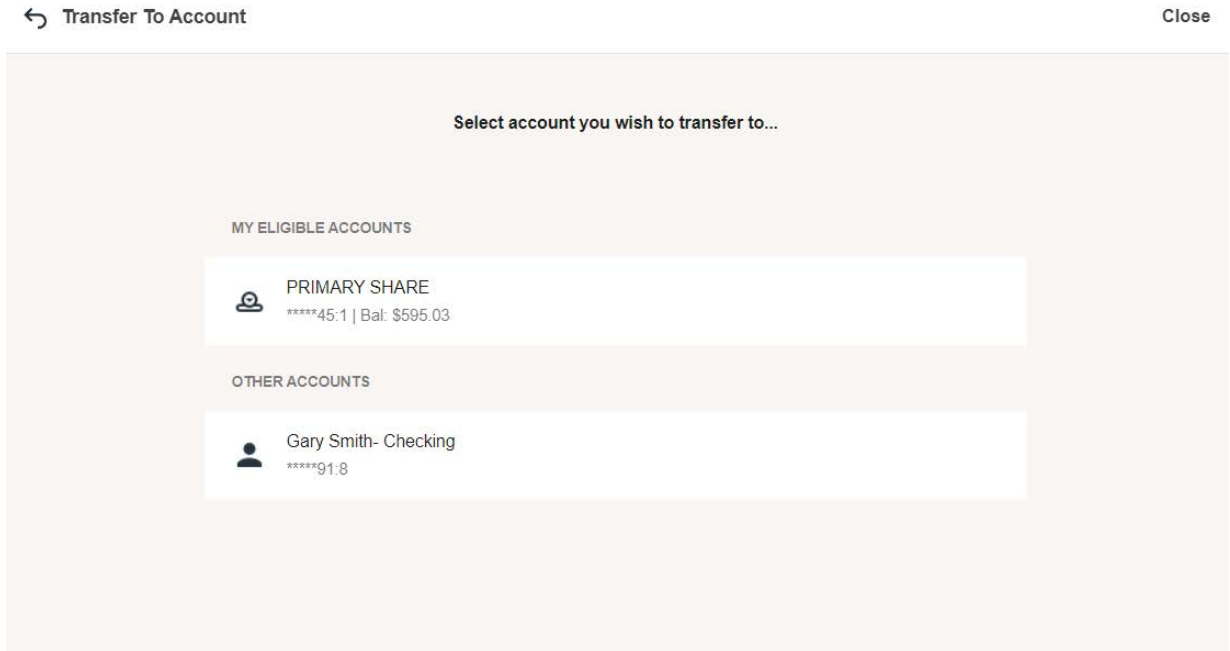 Transfer To Account
Close
Select account you wish to transfer to...
MY ELIGIBLE ACCOUNTS
PRIMARY SHARE
*****45:1 | Bal: $595.03
OTHER ACCOUNTS
Gary Smith- Checking
*****91:8